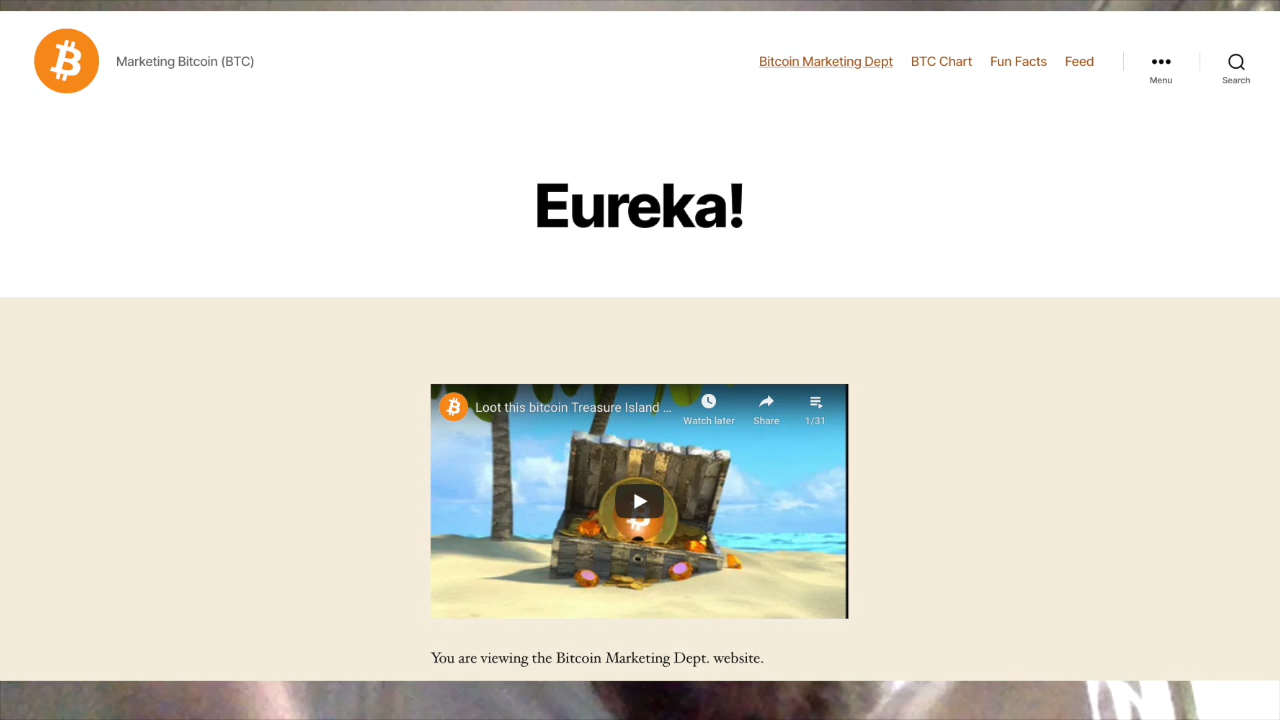 Marketing Bitcoin (BTC)
Bitcoin Marketing Dept BTC Chart Fun Facts Feed
Menu
Search
Eureka!
Loot this bitcoin Treasure Island ...
Watch later
Share
1/31
You are viewing the Bitcoin Marketing Dept. website.